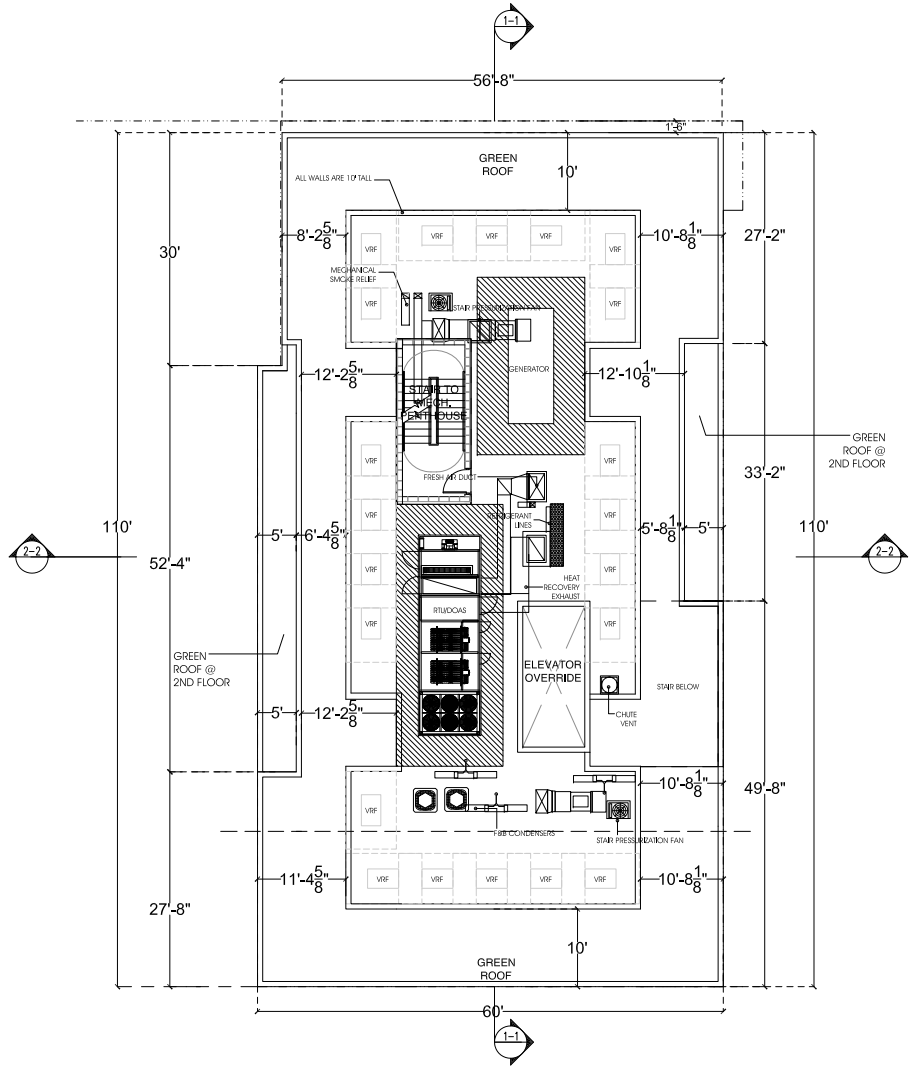 1-1
56'-8"
1'-6"
GREEN
ROOF
10'
ALL WALLS ARE 10' TALL
30'
8'-2 5/8"
10'-8 1/8"
27'-2"
VRF
VRF
VRF
VRF
VRF
MECHANICAL
SMOKE RELIEF
VRF
VRF
STAIR PRESSURIZATION FAN
GENERATOR
12'-2 5/8"
12'-10 1/8"
STAIR TO
MECH.
PENTHOUSE
GREEN
ROOF @
2ND FLOOR
VRF
VRF
FRESH AIR DUCT
33'-2"
REFRIGERANT
LINES
VRF
VRF
110'
5'
6'-4 5/8"
5'-8 1/8"
5'
110'
2-2
52'-4"
2-2
VRF
VRF
HEAT
RECOVERY
EXHAUST
RTU/DOAS
VRF
VRF
GREEN
ROOF @
2ND FLOOR
ELEVATOR
OVERRIDE
STAIR BELOW
5'
12'-2 5/8"
CHUTE
VENT
10'-8 1/8"
49'-8"
VRF
F&B CONDENSERS
STAIR PRESSURIZATION FAN
11'-4 5/8"
VRF
VRF
VRF
VRF
VRF
10'-8 1/8"
27'-8"
10'
GREEN
ROOF
60'
1-1